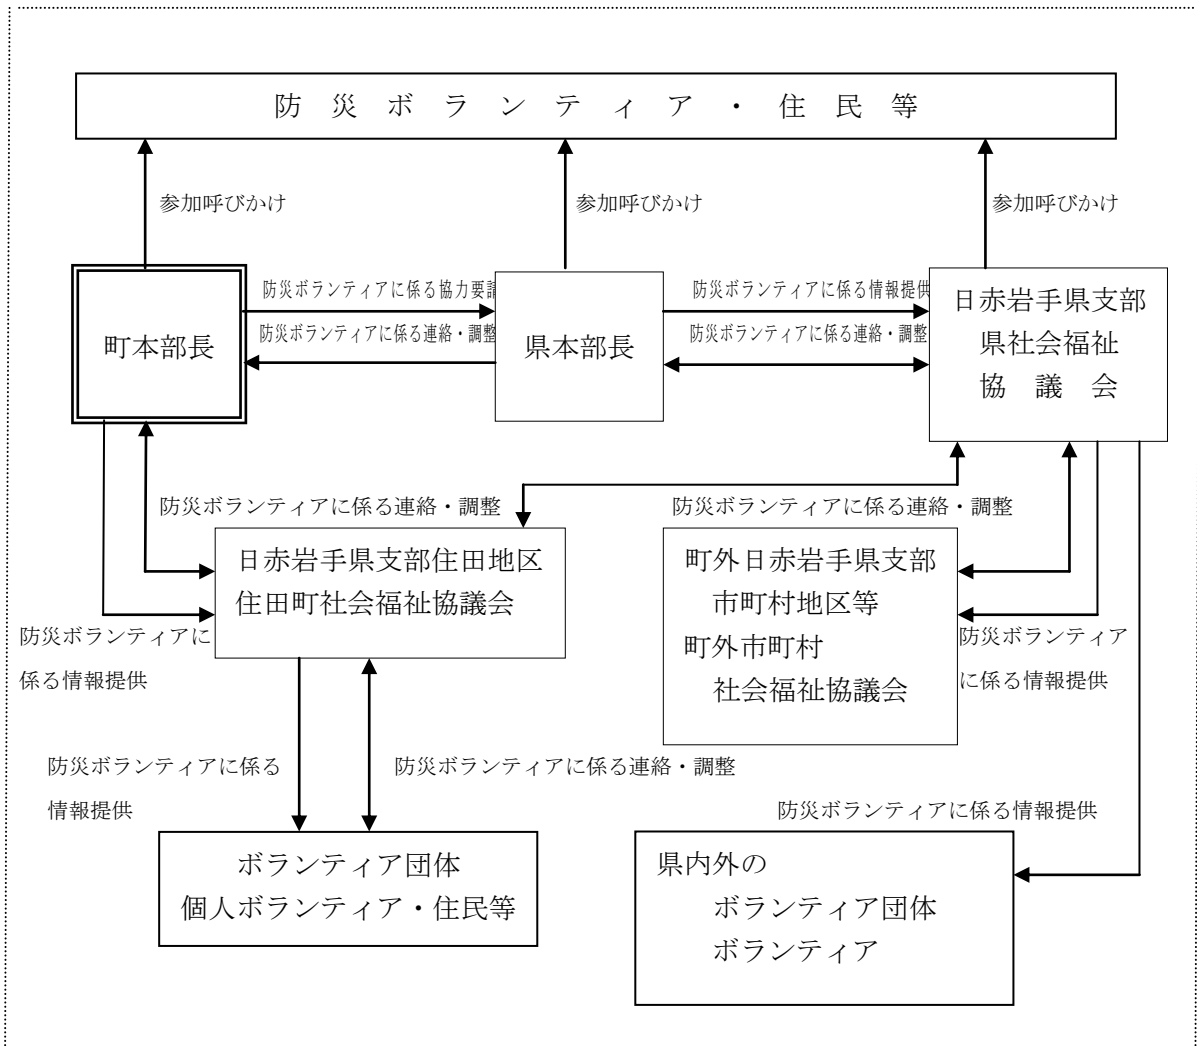 防災ボランティア・住民等
参加呼びかけ
参加呼びかけ
参加呼びかけ
防災ボランティアに係る協力要請
防災ボランティアに係る情報提供
町本部長
防災ボランティアに係る連絡・調整
県本部長
防災ボランティアに係る連絡・調整
日赤岩手県支部
県社会福祉
協議会
防災ボランティアに係る連絡・調整
防災ボランティアに係る連絡・調整
日赤岩手県支部住田地区
住田町社会福祉協議会
町外日赤岩手県支部
市町村地区等
町外市町村
社会福祉協議会
防災ボランティアに
係る情報提供
防災ボランティア
に係る情報提供
防災ボランティアに係る
情報提供
防災ボランティアに係る連絡・調整
防災ボランティアに係る情報提供
ボランティア団体
個人ボランティア・住民等
県内外の
ボランティア団体
ボランティア